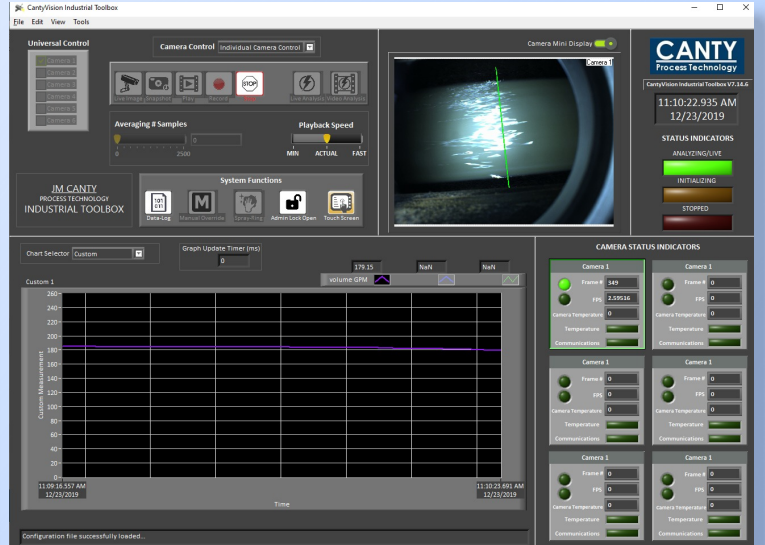 CantyVision Industrial Toolbox
File Edit View Tools
Universal Control
Camera 1
Camera 2
Camera 3
Camera 4
Camera 5
Camera 6
Camera Control Individual Camera Control
Live Image Snapshot Play Record Stop Live Analysis Video Analysis
STOP
Averaging # Samples
0
0 2500
Playback Speed
MIN ACTUAL FAST
JM CANTY
PROCESS TECHNOLOGY
INDUSTRIAL TOOLBOX
System Functions
101
011
M
Data-Log Manual Override Spray-Ring Admin Lock Open Touch Screen
Camera Mini Display
Camera 1
CANTY
Process Technology
CantyVision Industrial Toolbox V7.14.6
11:10:22.935 AM
12/23/2019
STATUS INDICATORS
ANALYZING/LIVE
INITIALIZING
STOPPED
Chart Selector Custom
Graph Update Timer (ms)
0
179.15 NaN NaN
Custom 1
volume GPM
260
240
220
200
180
160
140
120
100
80
60
40
20
0
Custom Measurement
11:09:16.557 AM
12/23/2019
11:10:23.691 AM
12/23/2019
Time
Configuration file successfully loaded...
CAMERA STATUS INDICATORS
Camera 1
Frame # 349
FPS 2.59516
Camera Temperature 0
Temperature
Communications
Camera 1
Frame # 0
FPS 0
Camera Temperature 0
Temperature
Communications
Camera 1
Frame # 0
FPS 0
Camera Temperature 0
Temperature
Communications
Camera 1
Frame # 0
FPS 0
Camera Temperature 0
Temperature
Communications
Camera 1
Frame # 0
FPS 0
Camera Temperature 0
Temperature
Communications
Camera 1
Frame # 0
FPS 0
Camera Temperature 0
Temperature
Communications